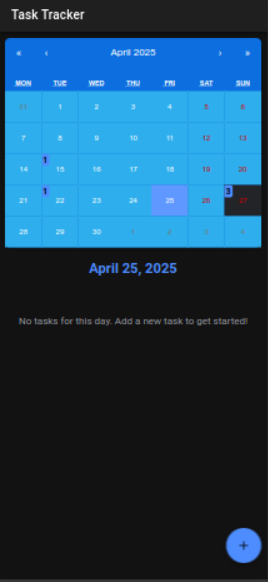 Task Tracker
« ‹ April 2025 › »
MON TUE WED THU FRI SAT SUN
31 1 2 3 4 5 6
7 8 9 10 11 12 13
1
14 15 16 17 18 19 20
1 3
21 22 23 24 25 26 27
28 29 30 1 2 3 4
April 25, 2025
No tasks for this day. Add a new task to get started!
+